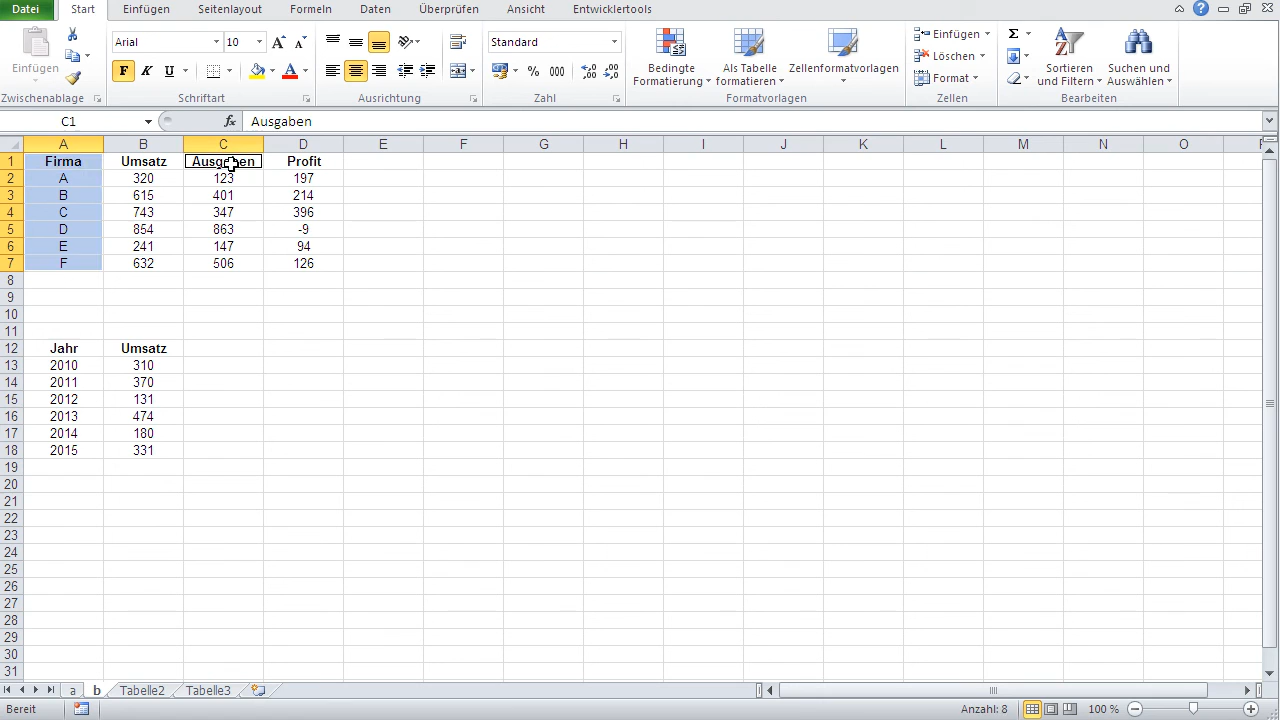 Datei Start Einfügen Seitenlayout Formeln Daten Überprüfen Ansicht Entwicklertools
Einfügen
Zwischenablage
Arial 10
F K U
Schriftart
Ausrichtung
Standard
% 000
Zahl
Bedingte Formatierung
Als Tabelle formatieren
Zellenformatvorlagen
Formatvorlagen
Einfügen
Löschen
Format
Zellen
Sortieren und Filtern
Suchen und Auswählen
Bearbeiten
C1 fx Ausgaben
A B C D E F G H I J K L M N O P
1 Firma Umsatz Ausgaben Profit
2 A 320 123 197
3 B 615 401 214
4 C 743 347 396
5 D 854 863 -9
6 E 241 147 94
7 F 632 506 126
8
9
10
11
12 Jahr Umsatz
13 2010 310
14 2011 370
15 2012 131
16 2013 474
17 2014 180
18 2015 331
19
20
21
22
23
24
25
26
27
28
29
30
31
a b Tabelle2 Tabelle3
Bereit Anzahl: 8 100 %